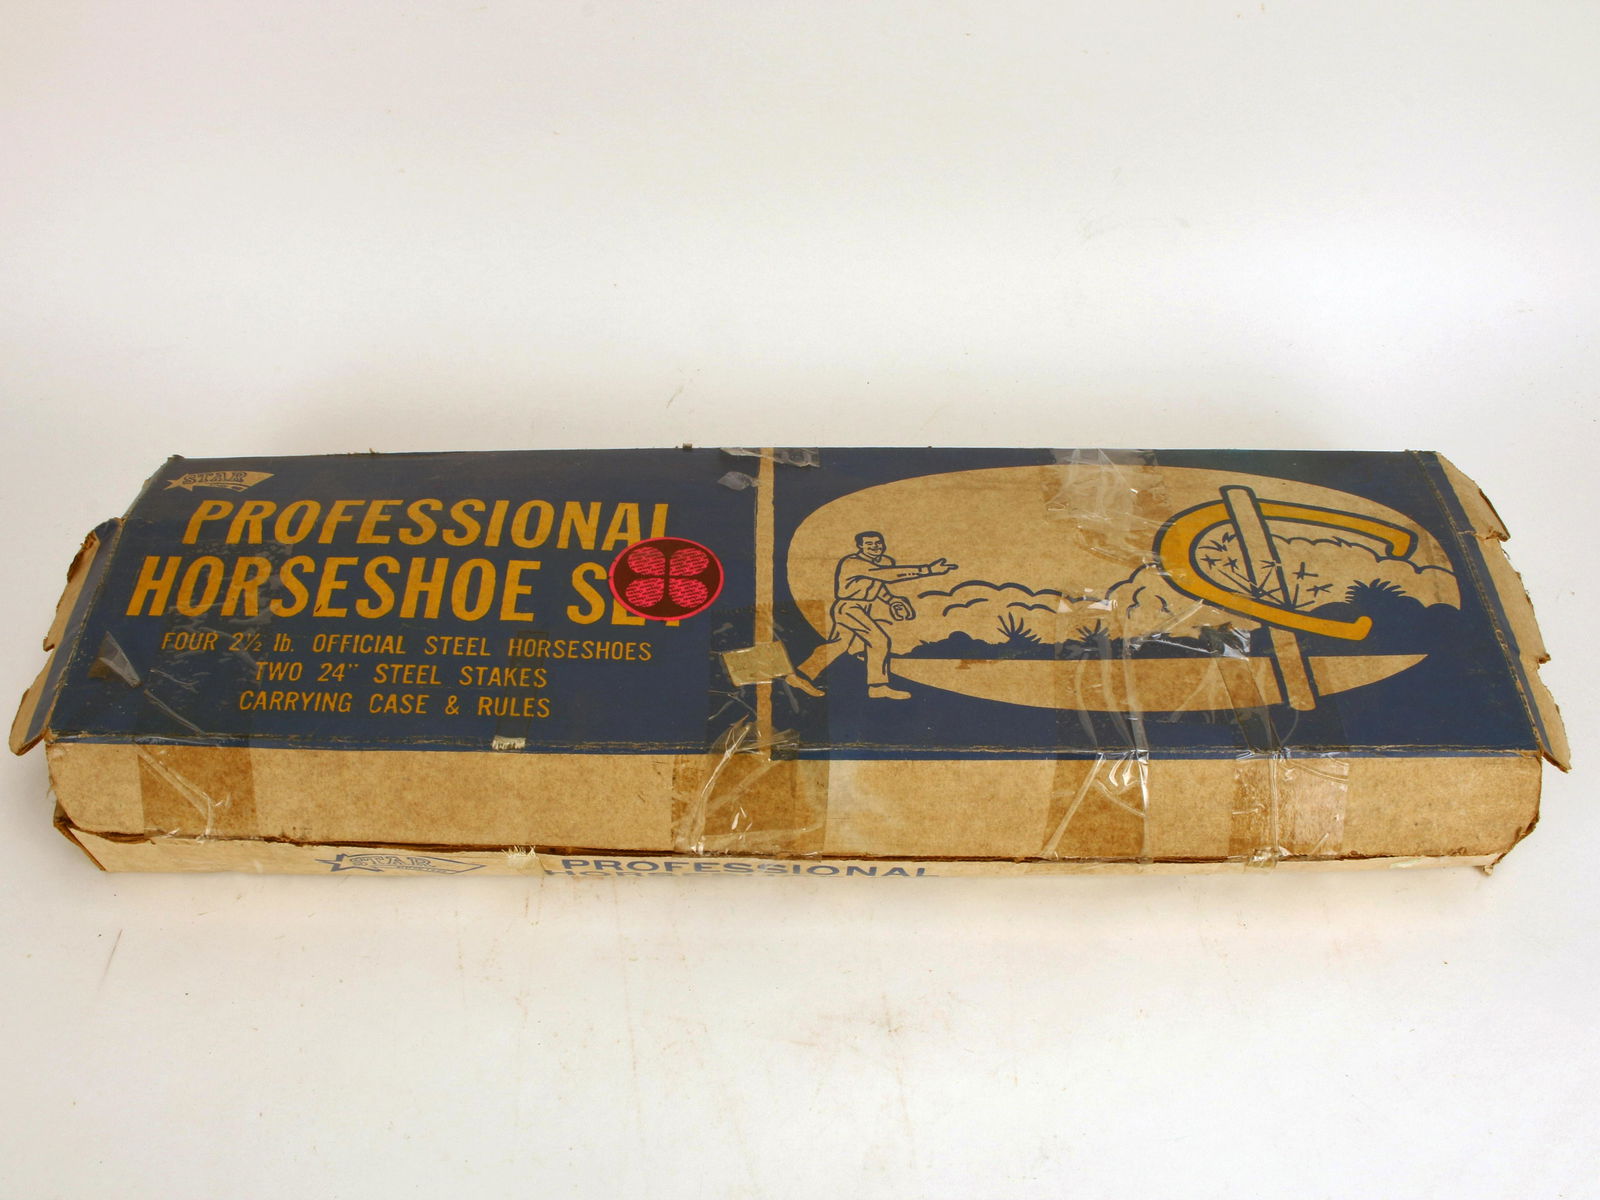 STAR
PROFESSIONAL
HORSESHOE SET
FOUR 2½ lb. OFFICIAL STEEL HORSESHOES
TWO 24" STEEL STAKES
CARRYING CASE & RULES
STAR
PROFESSIONAL